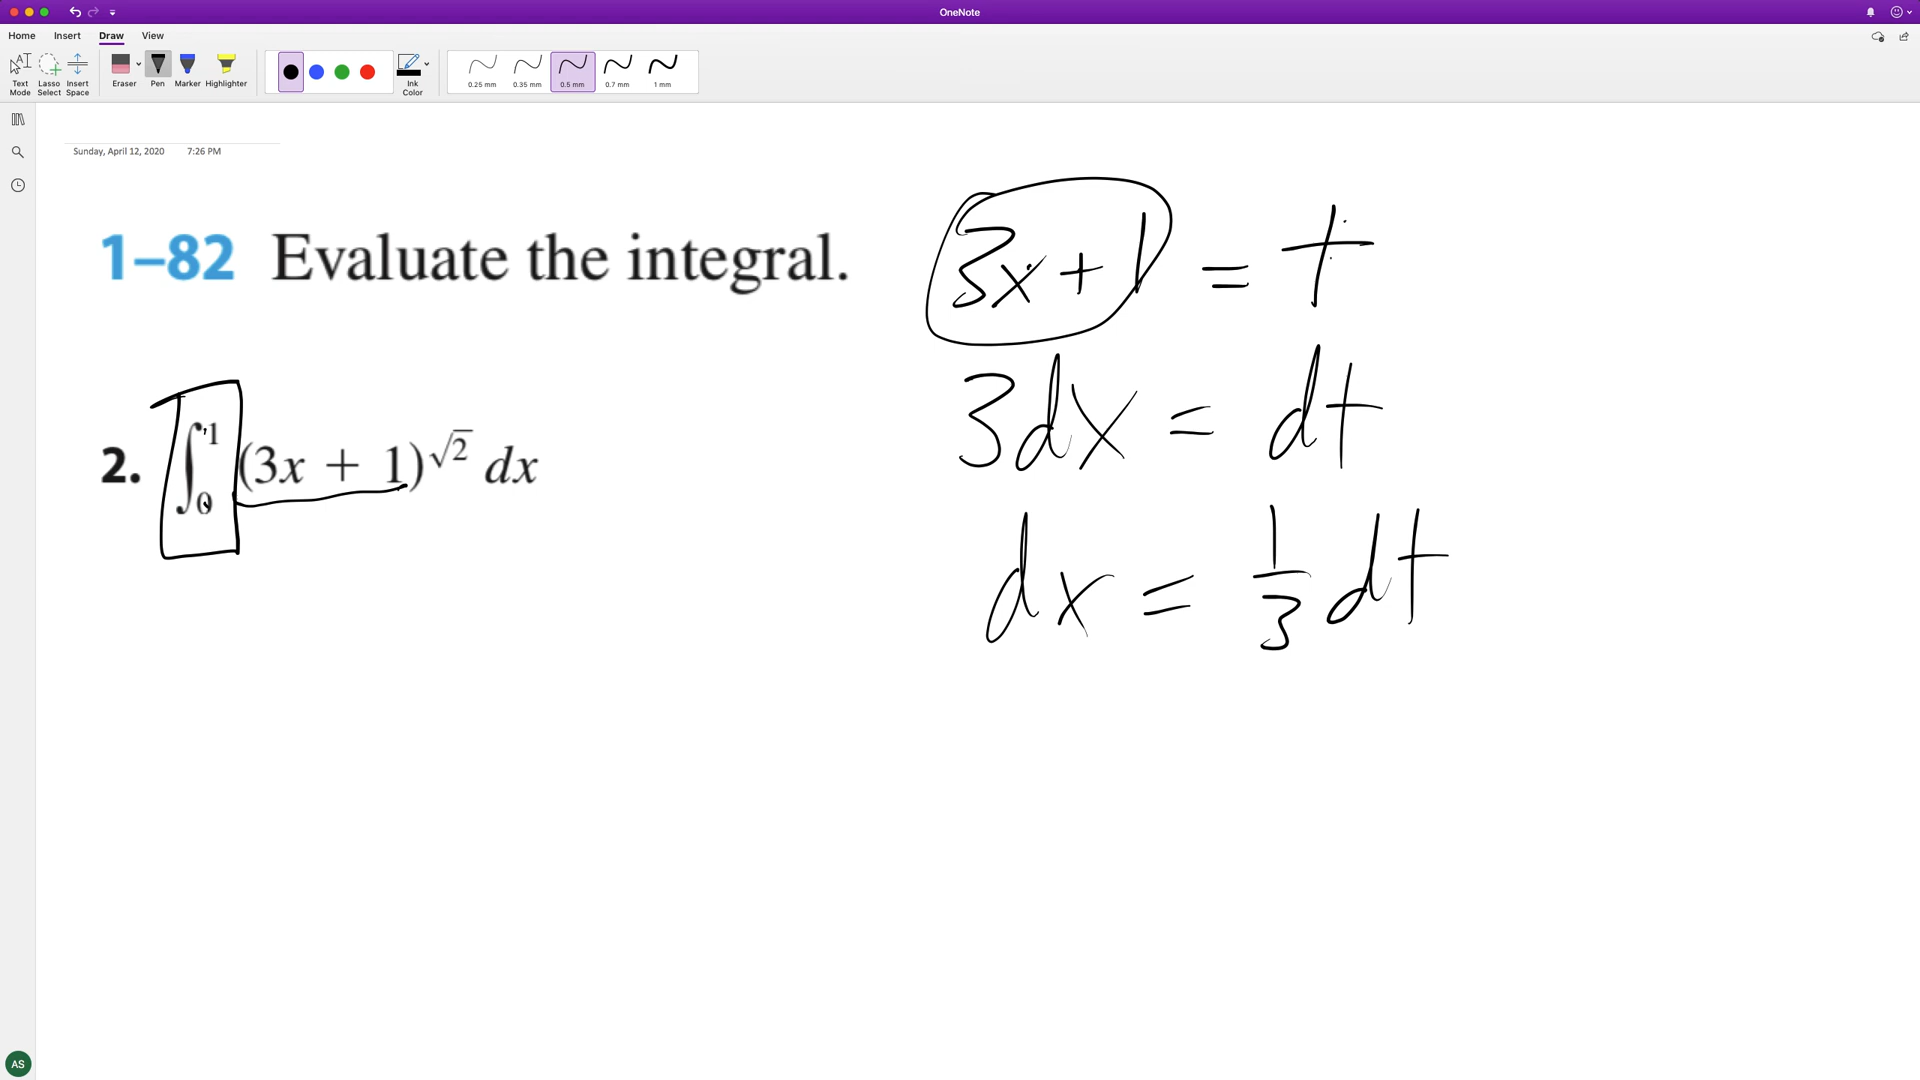 OneNote
Home Insert Draw View
Text Mode
Lasso Select
Insert Space
Eraser
Pen
Marker
Highlighter
Ink Color
0.25 mm
0.35 mm
0.5 mm
0.7 mm
1 mm
Sunday, April 12, 2020 7:26 PM
1–82 Evaluate the integral.
2. ∫₀¹ (3x + 1)^√2 dx
3x + 1 = t
3dx = dt
dx = 1/3 dt
AS